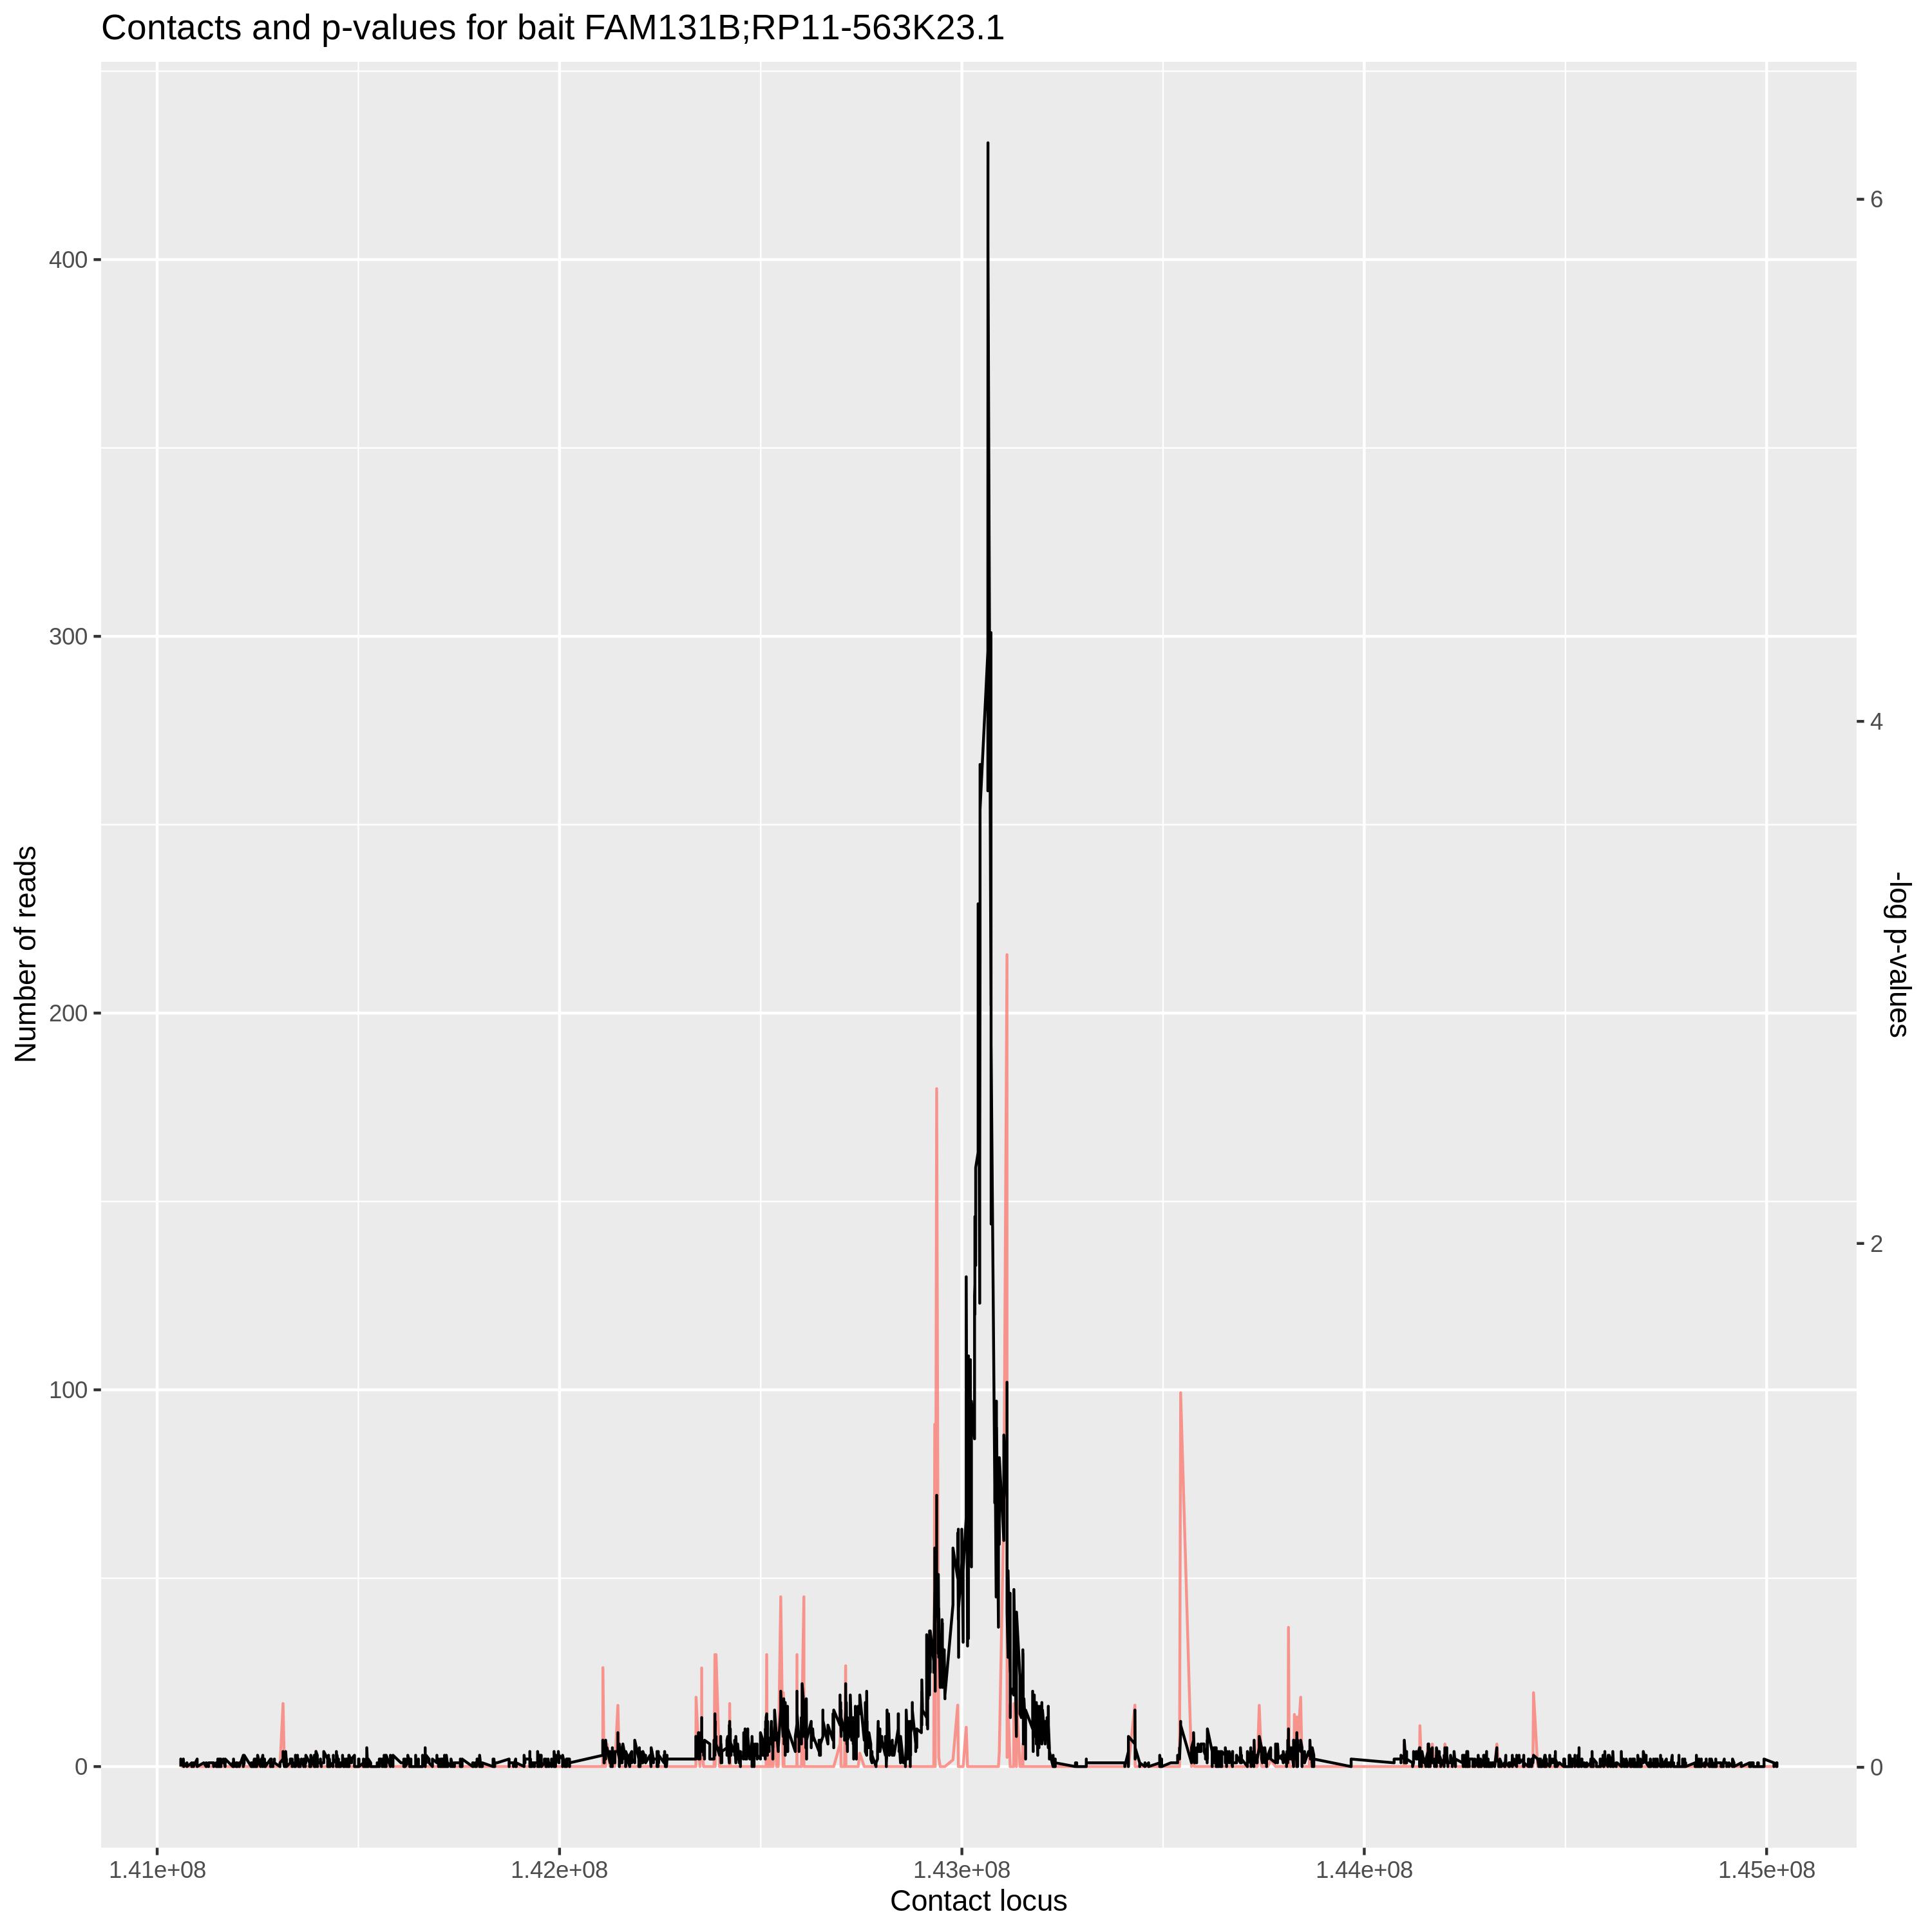 Contacts and p-values for bait FAM131B;RP11-563K23.1
400
300
200
100
0
Number of reads
6
4
2
0
-log p-values
1.41e+08
1.42e+08
1.43e+08
1.44e+08
1.45e+08
Contact locus